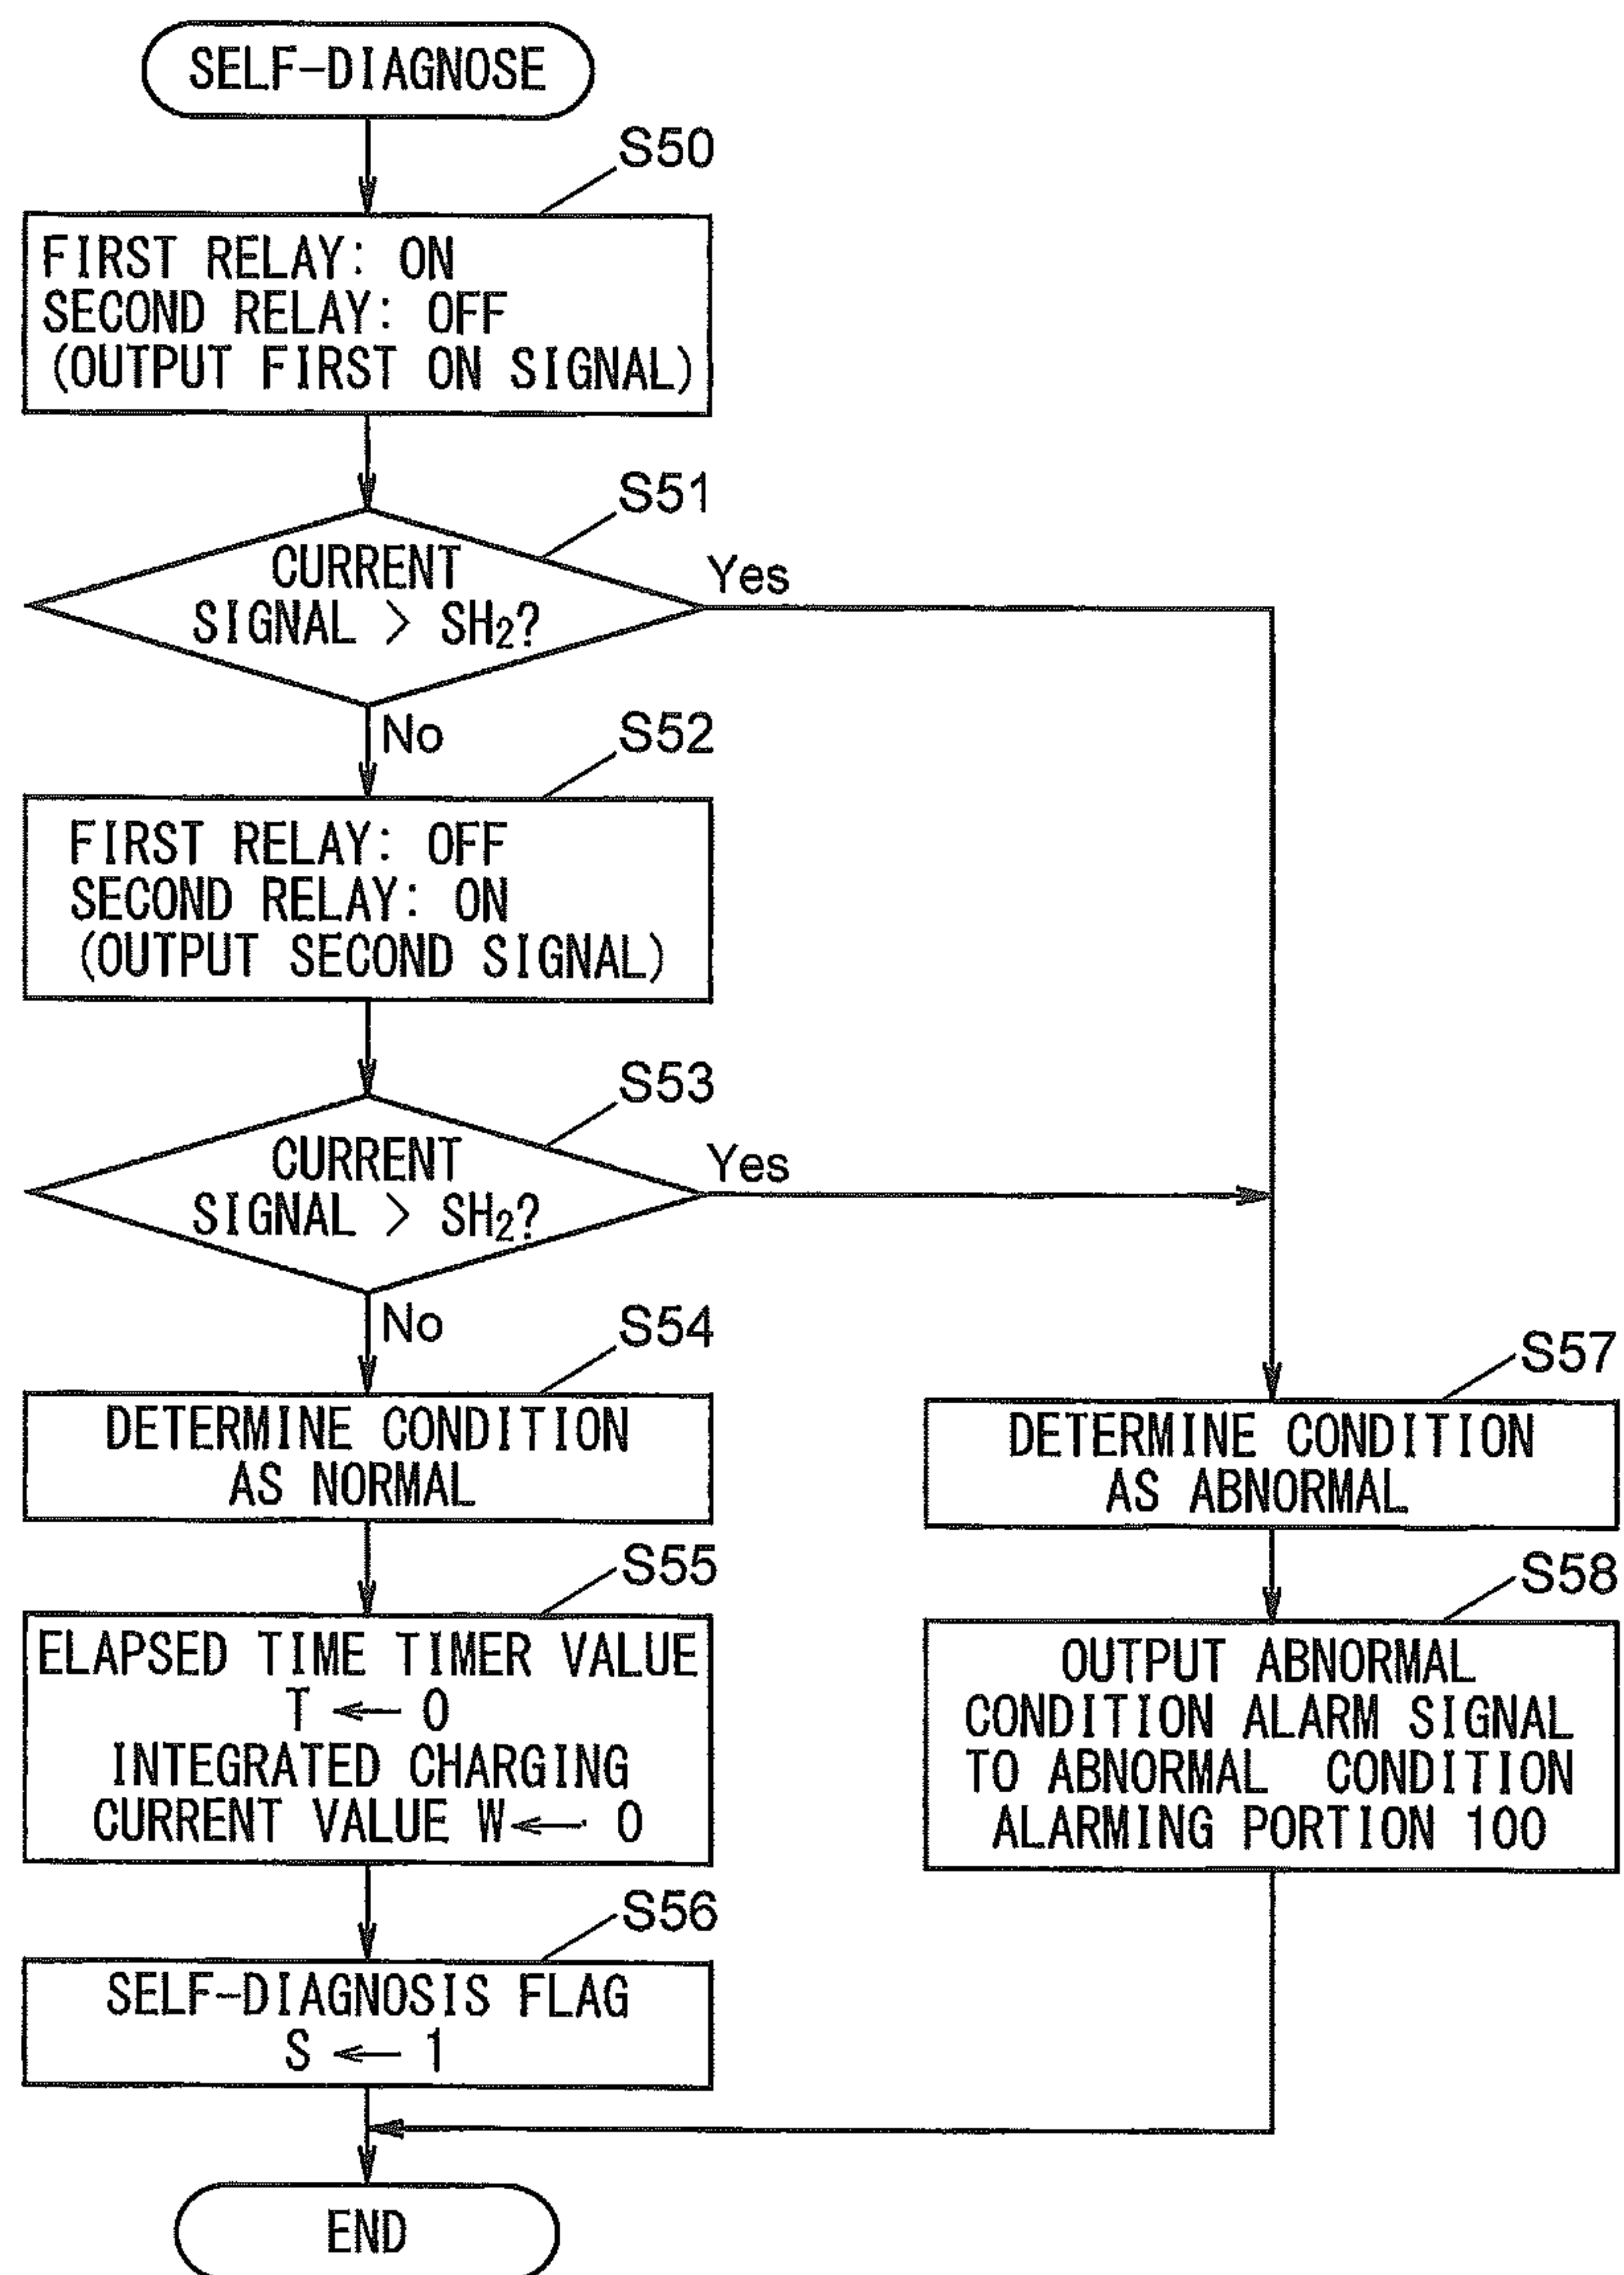 SELF-DIAGNOSE
S50
FIRST RELAY: ON
SECOND RELAY: OFF
(OUTPUT FIRST ON SIGNAL)
S51
CURRENT
SIGNAL > SH₂?
Yes
No
S52
FIRST RELAY: OFF
SECOND RELAY: ON
(OUTPUT SECOND SIGNAL)
S53
CURRENT
SIGNAL > SH₂?
Yes
No
S54
DETERMINE CONDITION
AS NORMAL
S55
ELAPSED TIME TIMER VALUE
T ← 0
INTEGRATED CHARGING
CURRENT VALUE W ← 0
S56
SELF-DIAGNOSIS FLAG
S ← 1
S57
DETERMINE CONDITION
AS ABNORMAL
S58
OUTPUT ABNORMAL
CONDITION ALARM SIGNAL
TO ABNORMAL CONDITION
ALARMING PORTION 100
END